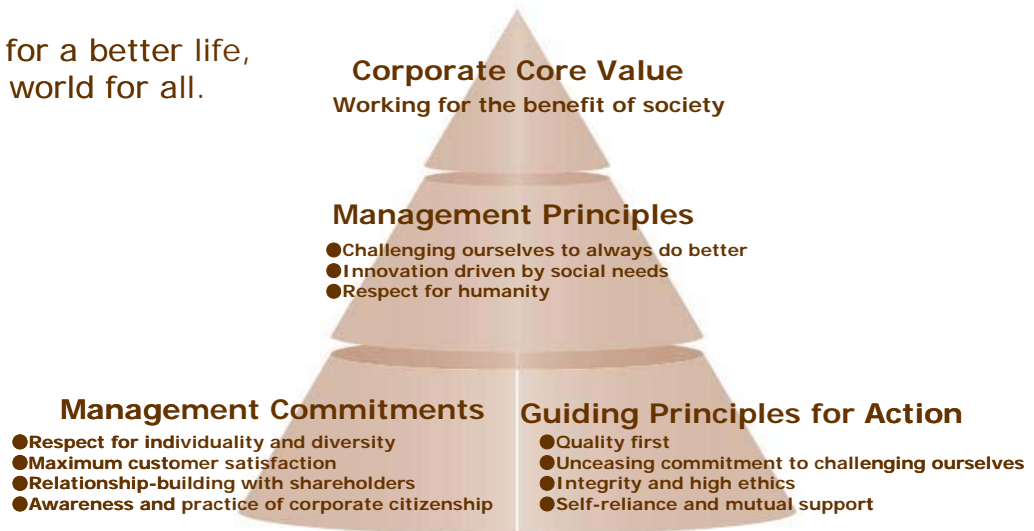 for a better life,
world for all.
Corporate Core Value
Working for the benefit of society
Management Principles
●Challenging ourselves to always do better
●Innovation driven by social needs
●Respect for humanity
Management Commitments
●Respect for individuality and diversity
●Maximum customer satisfaction
●Relationship-building with shareholders
●Awareness and practice of corporate citizenship
Guiding Principles for Action
●Quality first
●Unceasing commitment to challenging ourselves
●Integrity and high ethics
●Self-reliance and mutual support